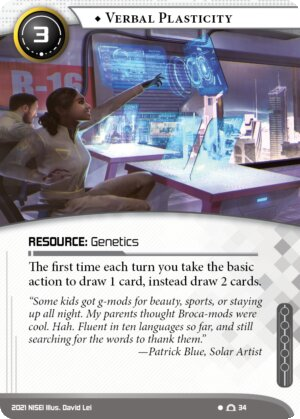 ◆ VERBAL PLASTICITY
3
R-16
RESOURCE: Genetics
The first time each turn you take the basic
action to draw 1 card, instead draw 2 cards.
“Some kids got g-mods for beauty, sports, or staying
up all night. My parents thought Broca-mods were
cool. Hah. Fluent in ten languages so far, and still
searching for the words to thank them.”
—Patrick Blue, Solar Artist
2021 NISEI Illus. David Lei
34